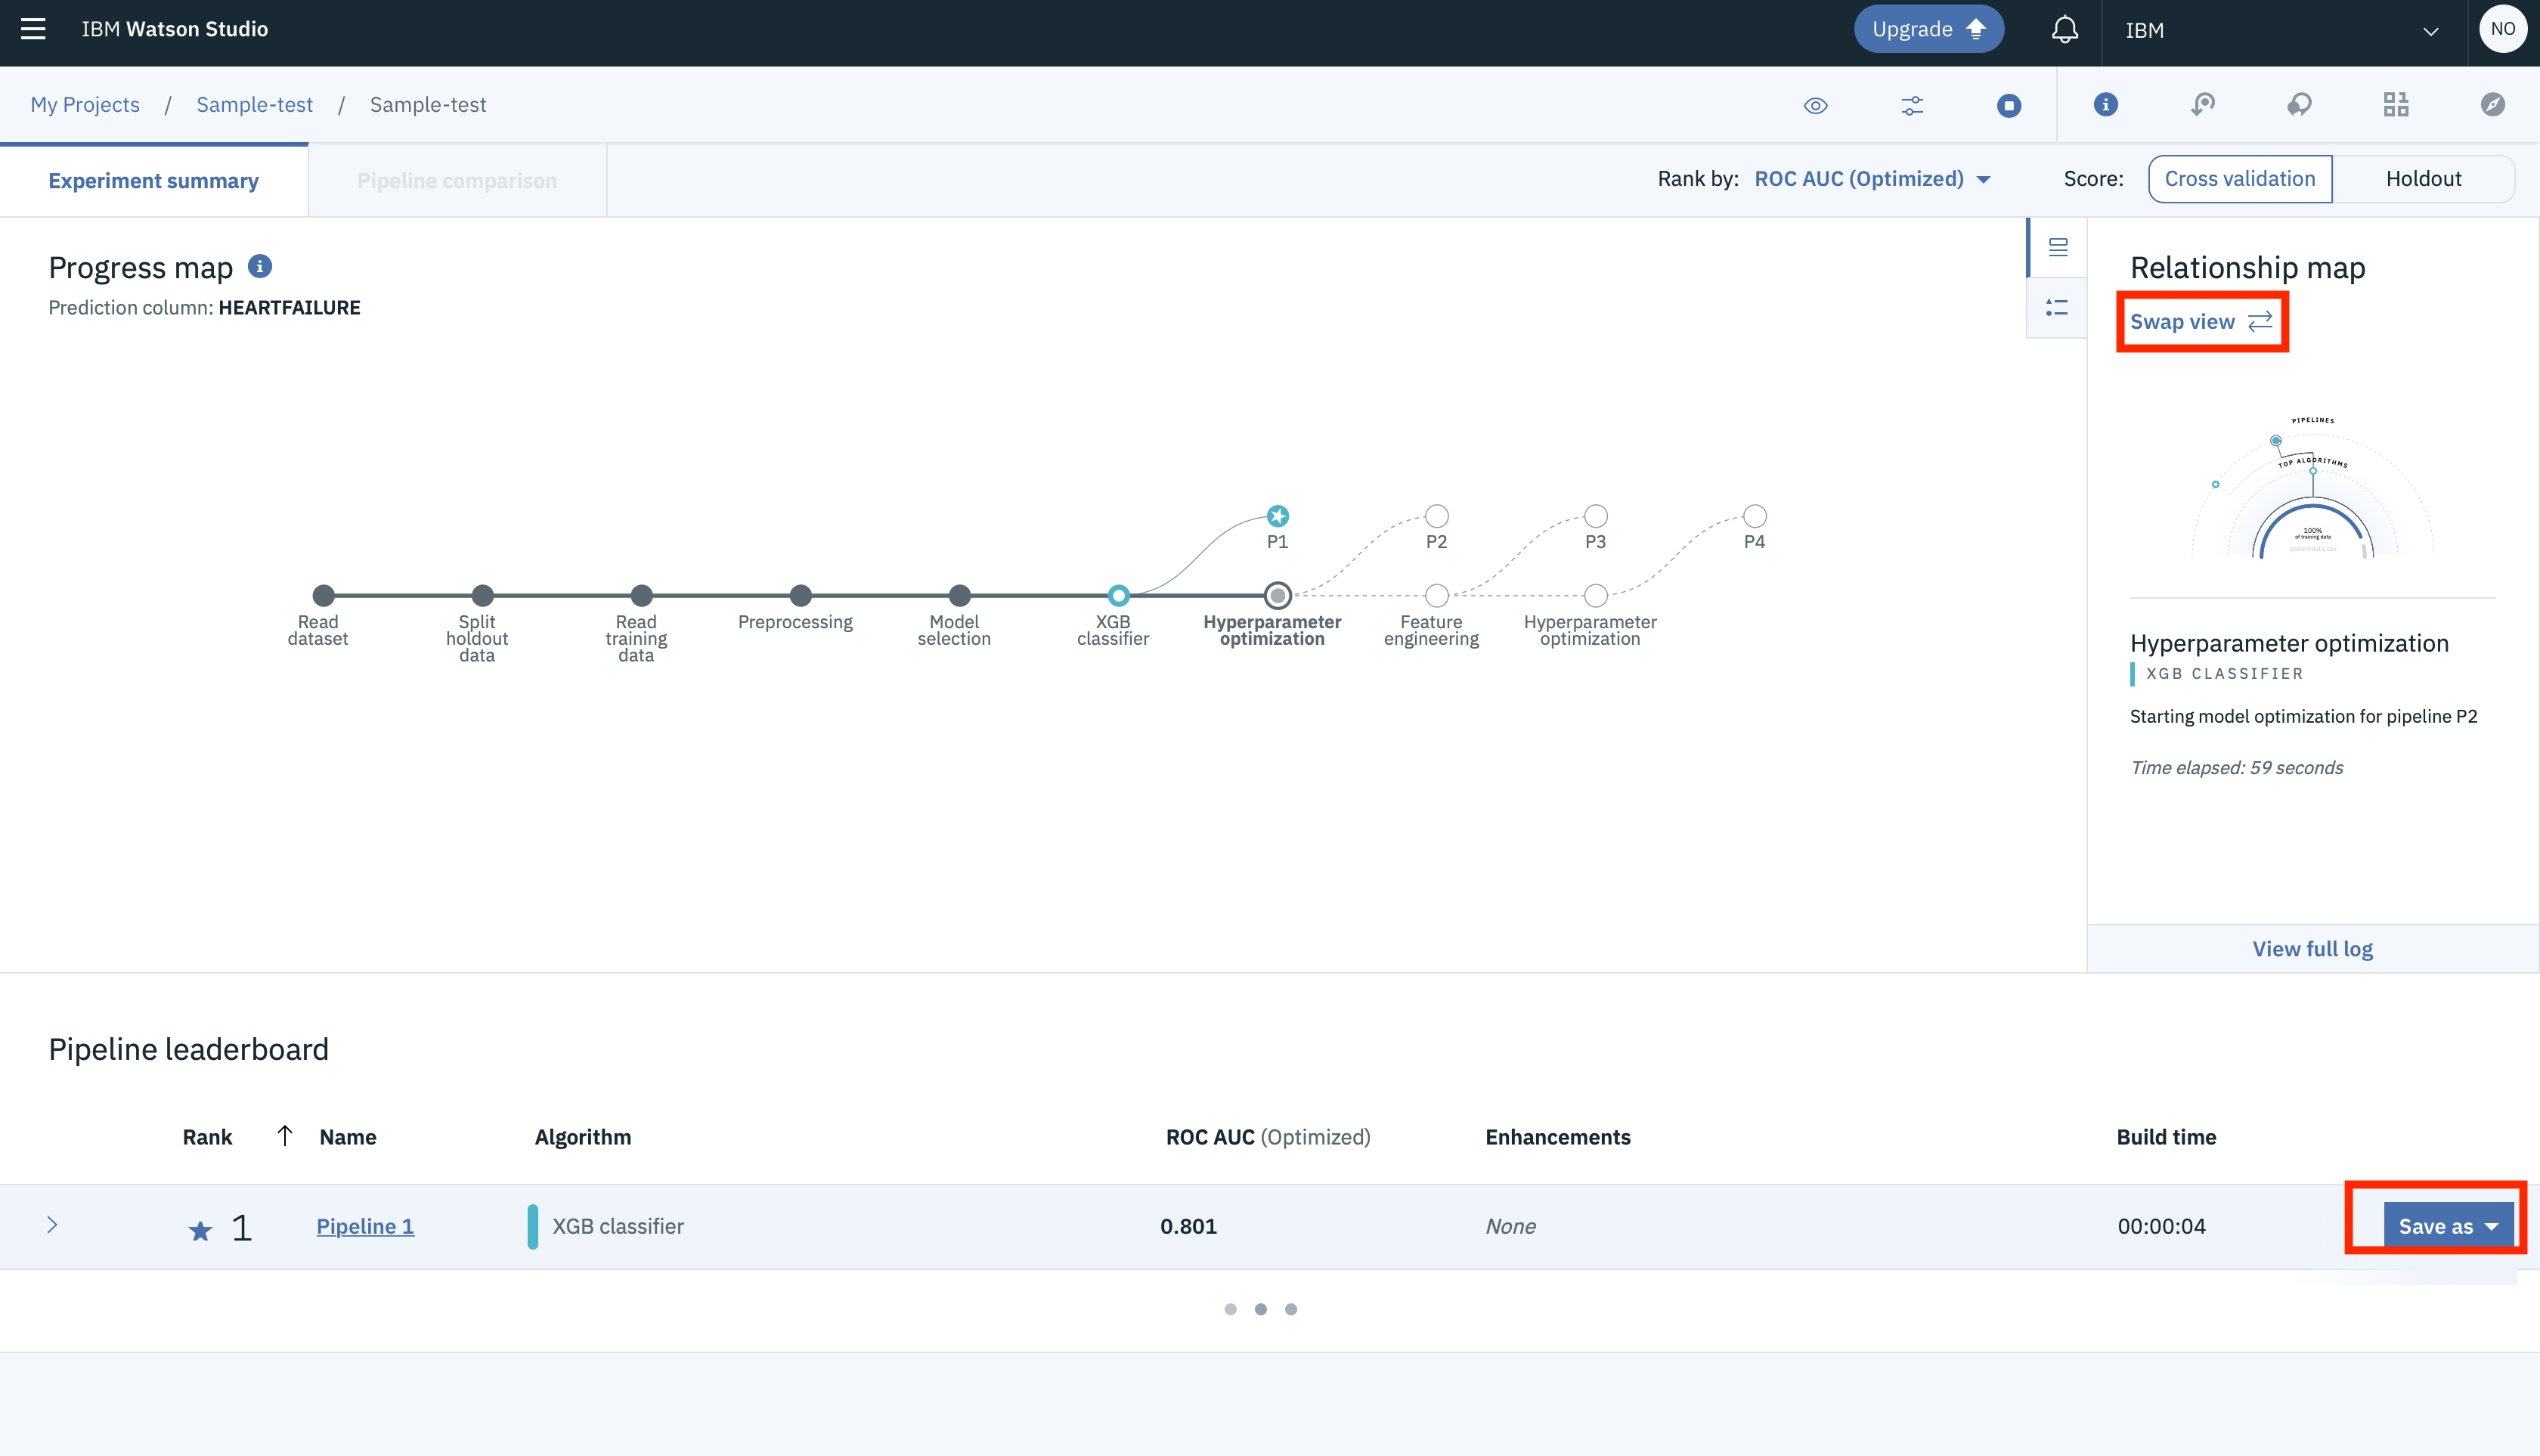 IBM Watson Studio
Upgrade
IBM
NO
My Projects / Sample-test / Sample-test
Experiment summary
Pipeline comparison
Rank by: ROC AUC (Optimized)
Score: Cross validation Holdout
Progress map
Prediction column: HEARTFAILURE
P1
P2
P3
P4
Read
dataset
Split
holdout
data
Read
training
data
Preprocessing
Model
selection
XGB
classifier
Hyperparameter
optimization
Feature
engineering
Hyperparameter
optimization
Relationship map
Swap view
PIPELINES
TOP ALGORITHMS
100%
of training data
patientdata.csv
Hyperparameter optimization
XGB CLASSIFIER
Starting model optimization for pipeline P2
Time elapsed: 59 seconds
View full log
Pipeline leaderboard
Rank Name Algorithm ROC AUC (Optimized) Enhancements Build time
1 Pipeline 1 XGB classifier 0.801 None 00:00:04 Save as